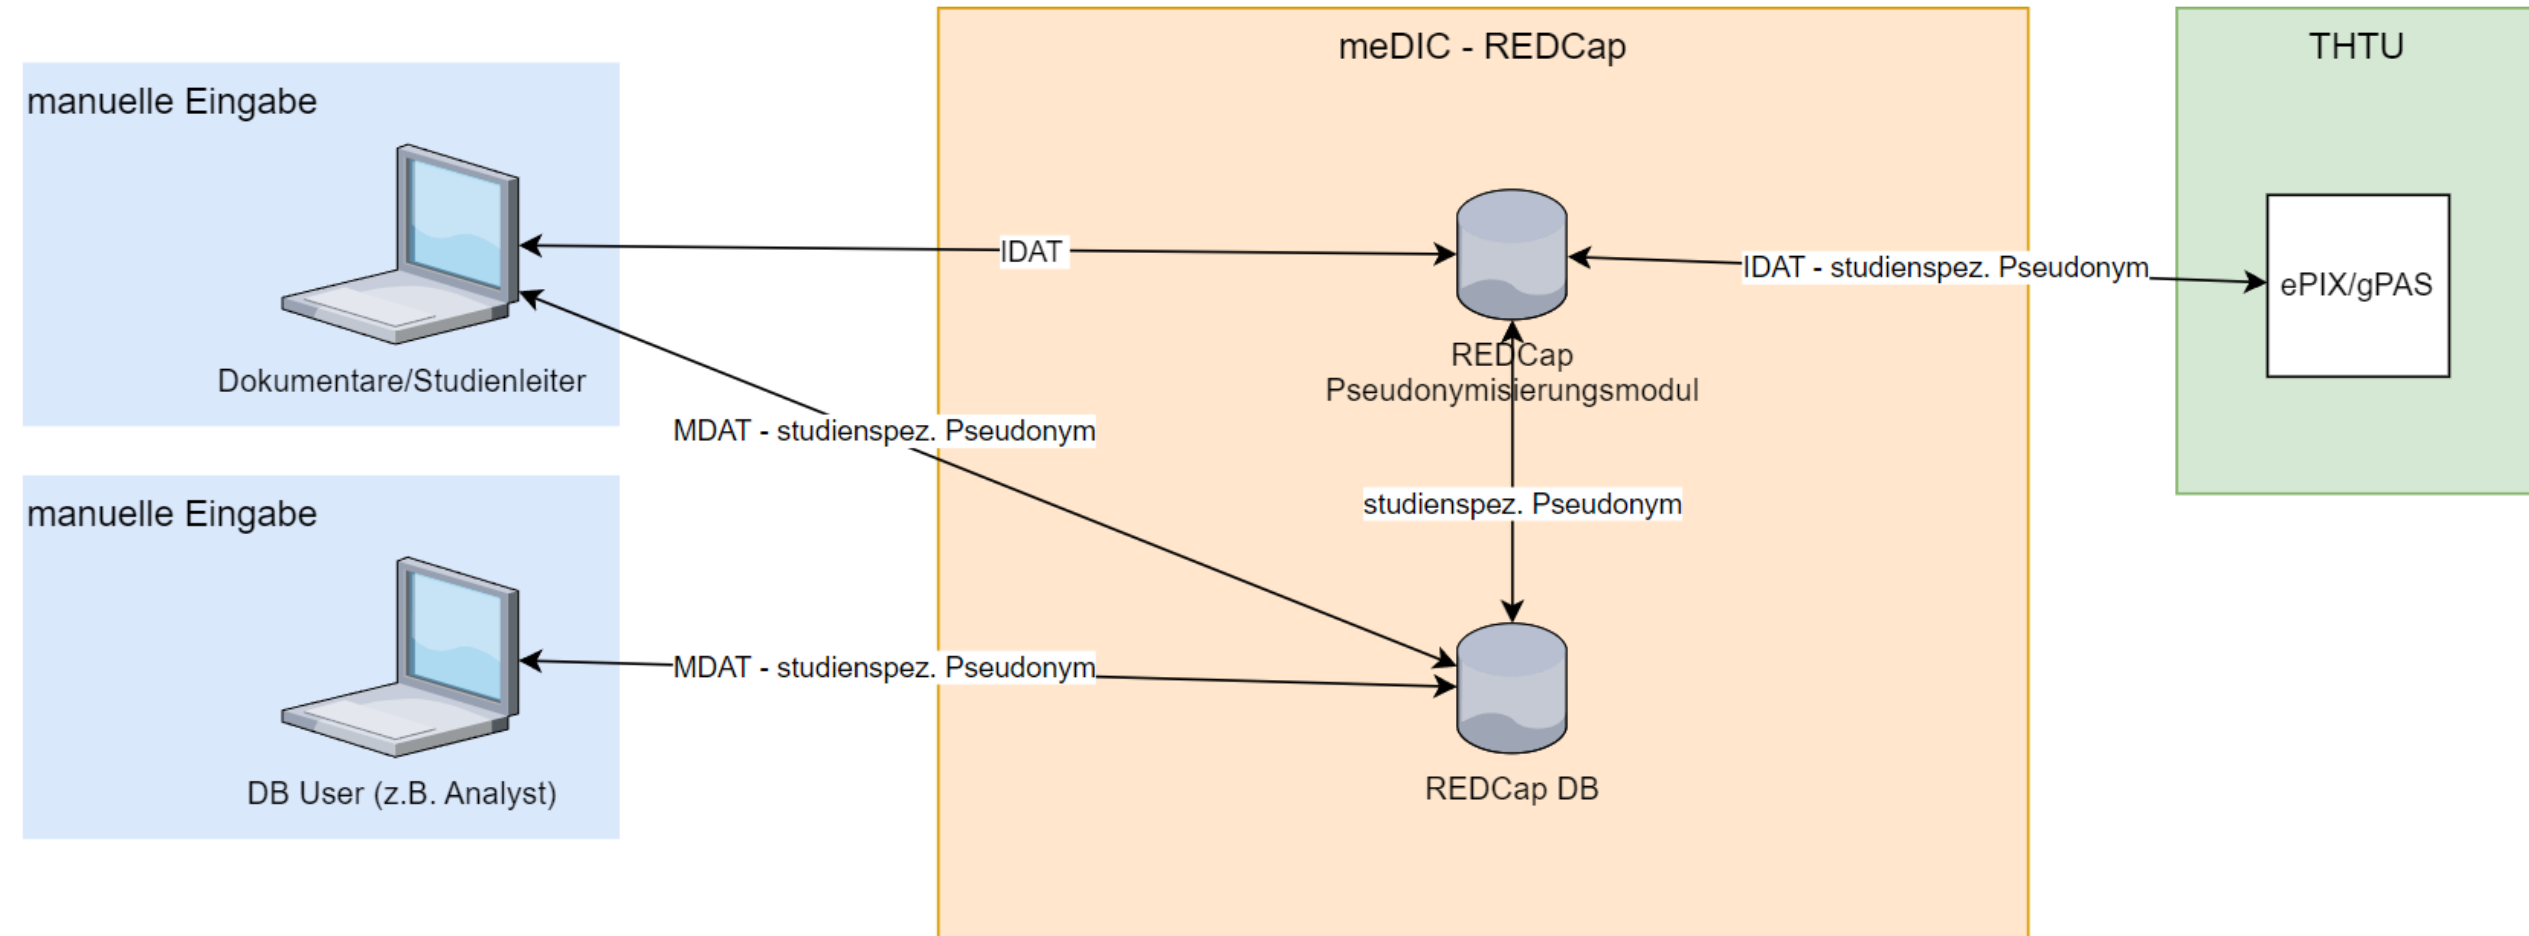 meDIC - REDCap
THTU
manuelle Eingabe
IDAT
IDAT - studienspez. Pseudonym
ePIX/gPAS
REDCap
Pseudonymisierungsmodul
Dokumentare/Studienleiter
MDAT - studienspez. Pseudonym
studienspez. Pseudonym
manuelle Eingabe
MDAT - studienspez. Pseudonym
DB User (z.B. Analyst)
REDCap DB